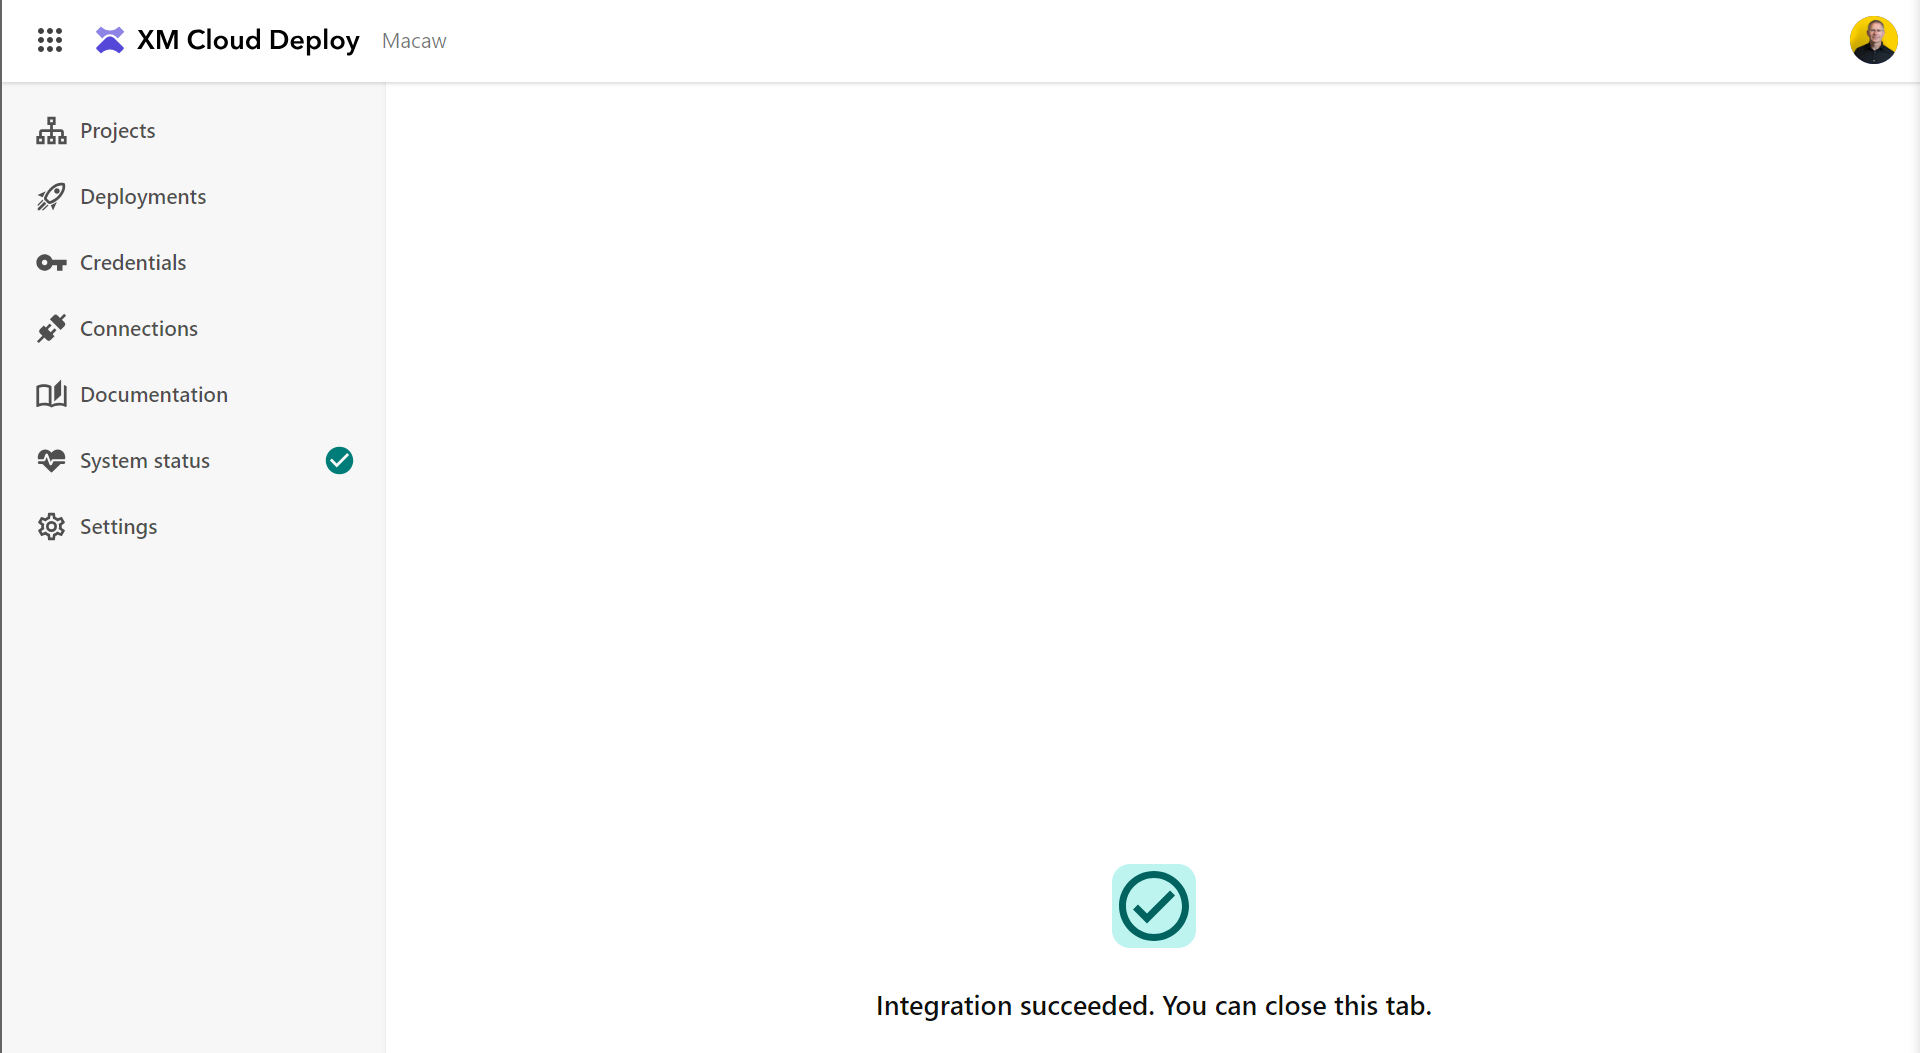 XM Cloud Deploy Macaw
Projects
Deployments
Credentials
Connections
Documentation
System status
Settings
Integration succeeded. You can close this tab.